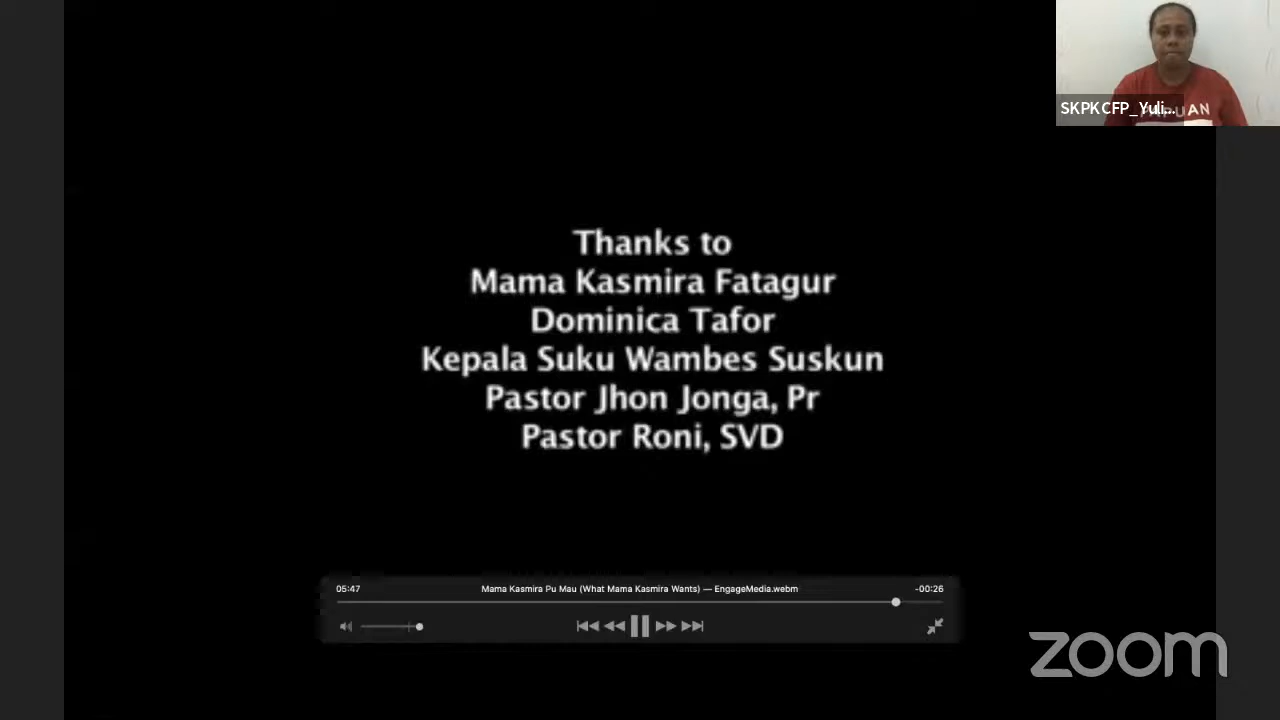 SKPKCFP_Yuli...
Thanks to
Mama Kasmira Fatagur
Dominica Tafor
Kepala Suku Wambes Suskun
Pastor Jhon Jonga, Pr
Pastor Roni, SVD
05:47
Mama Kasmira Pu Mau (What Mama Kasmira Wants) — EngageMedia.webm
-00:26
zoom